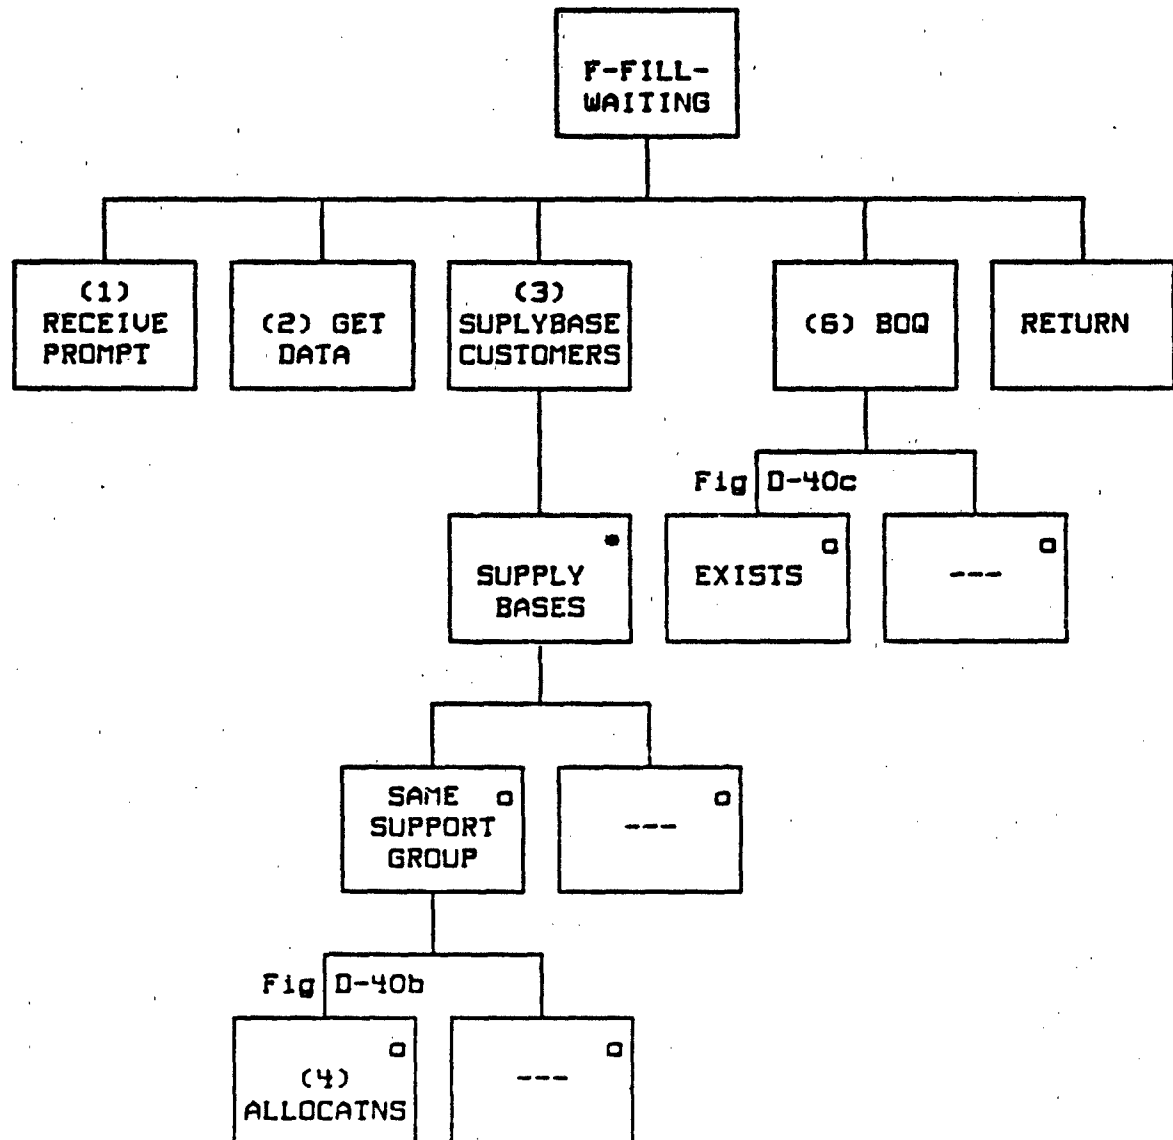 F-FILL-
WAITING
(1)
RECEIVE
PROMPT
(2) GET
DATA
(3)
SUPLYBASE
CUSTOMERS
(6) BOQ
RETURN
Fig D-40c
*
SUPPLY
BASES
o
EXISTS
o
---
SAME o
SUPPORT
GROUP
o
---
Fig D-40b
o
(4)
ALLOCATNS
o
---